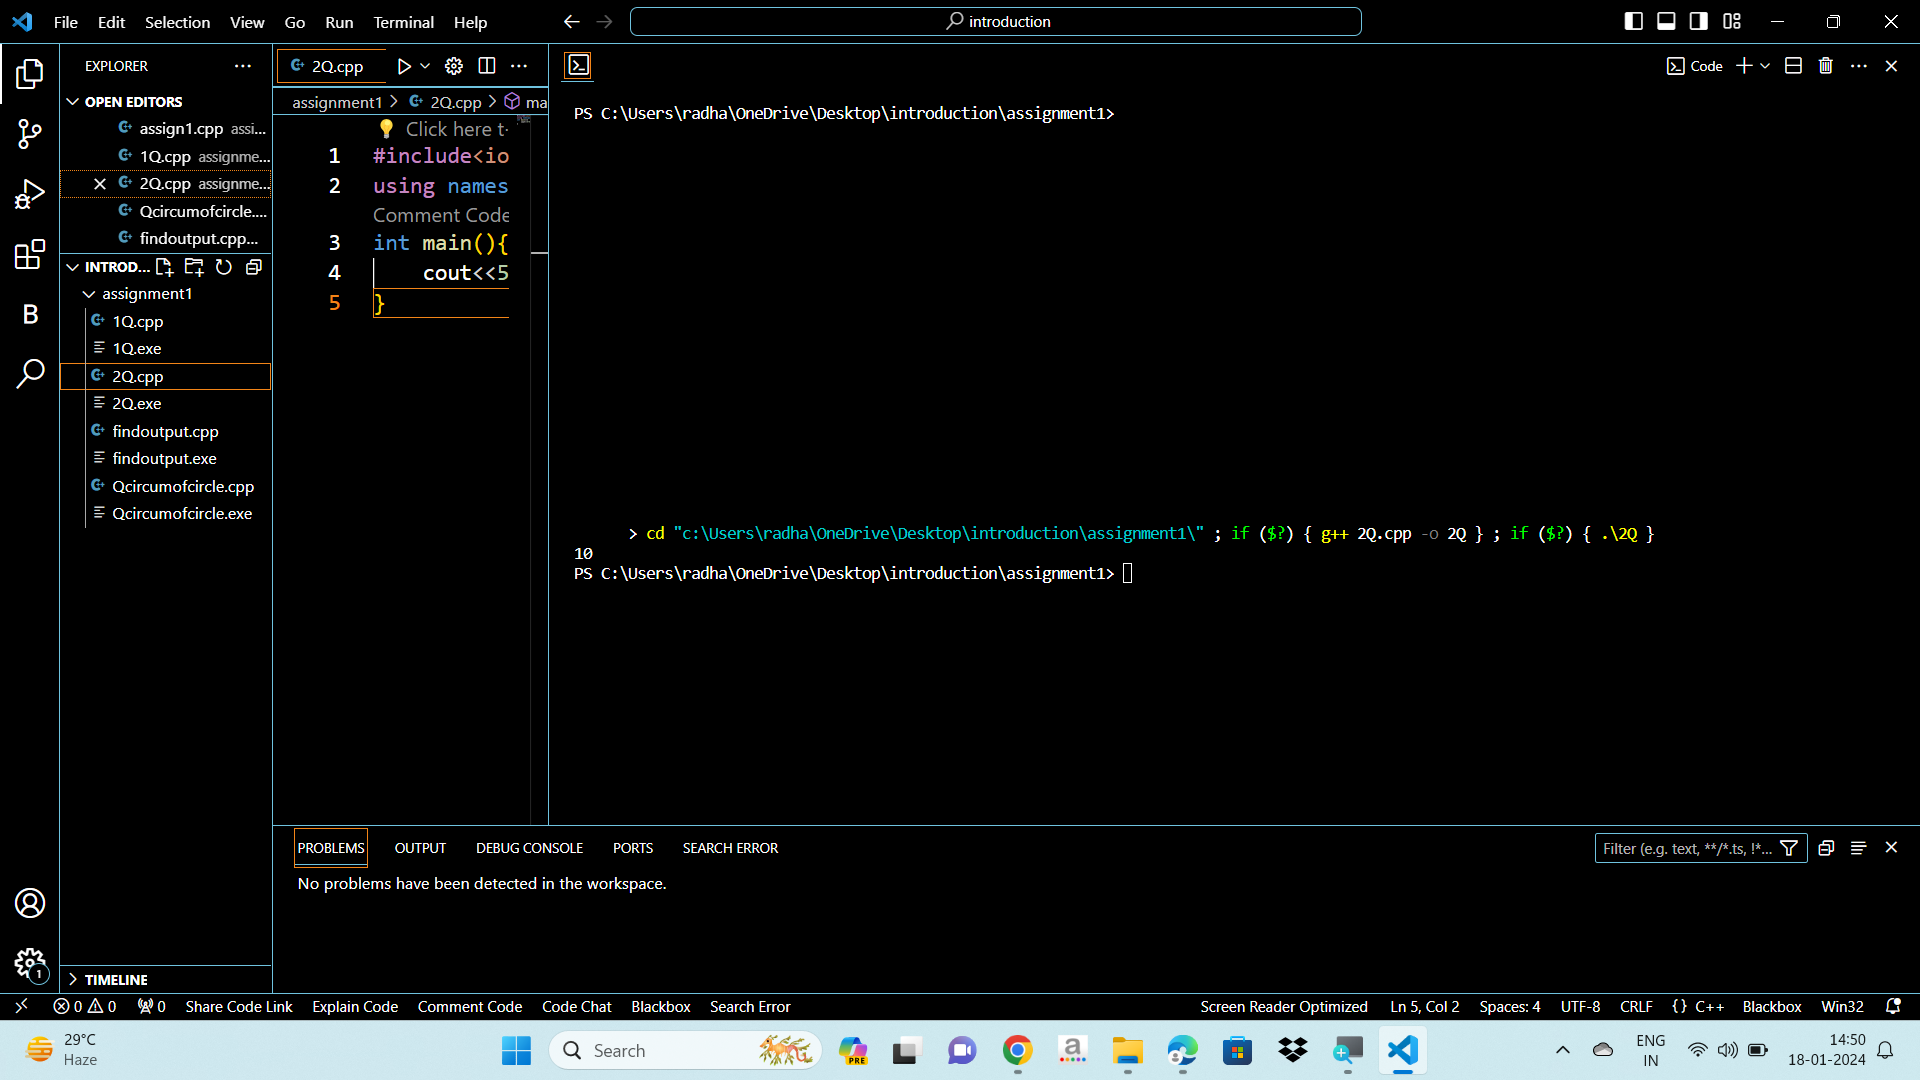 File Edit Selection View Go Run Terminal Help
introduction
EXPLORER
OPEN EDITORS
assign1.cpp assi...
1Q.cpp assignme...
2Q.cpp assignme...
Qcircumofcircle....
findoutput.cpp...
INTROD...
assignment1
1Q.cpp
1Q.exe
2Q.cpp
2Q.exe
findoutput.cpp
findoutput.exe
Qcircumofcircle.cpp
Qcircumofcircle.exe
B
1
TIMELINE
2Q.cpp
assignment1 > 2Q.cpp > ma
Click here t
1 #include<io
2 using names
Comment Code
3 int main(){
4 cout<<5
5 }
Code
PS C:\Users\radha\OneDrive\Desktop\introduction\assignment1>
> cd "c:\Users\radha\OneDrive\Desktop\introduction\assignment1\" ; if ($?) { g++ 2Q.cpp -o 2Q } ; if ($?) { .\2Q }
10
PS C:\Users\radha\OneDrive\Desktop\introduction\assignment1>
PROBLEMS OUTPUT DEBUG CONSOLE PORTS SEARCH ERROR
Filter (e.g. text, **/*.ts, !*...
No problems have been detected in the workspace.
0 0 0 Share Code Link Explain Code Comment Code Code Chat Blackbox Search Error
Screen Reader Optimized Ln 5, Col 2 Spaces: 4 UTF-8 CRLF {} C++ Blackbox Win32
29°C
Haze
Search
PRE
a
ENG
IN
14:50
18-01-2024